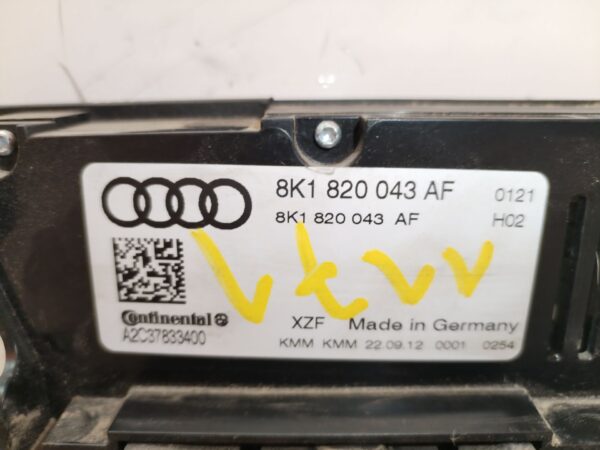 8K1 820 043 AF 0121
8K1 820 043 AF H02
Continental
A2C37833400
XZF Made in Germany
KMM KMM 22.09.12 0001 0254